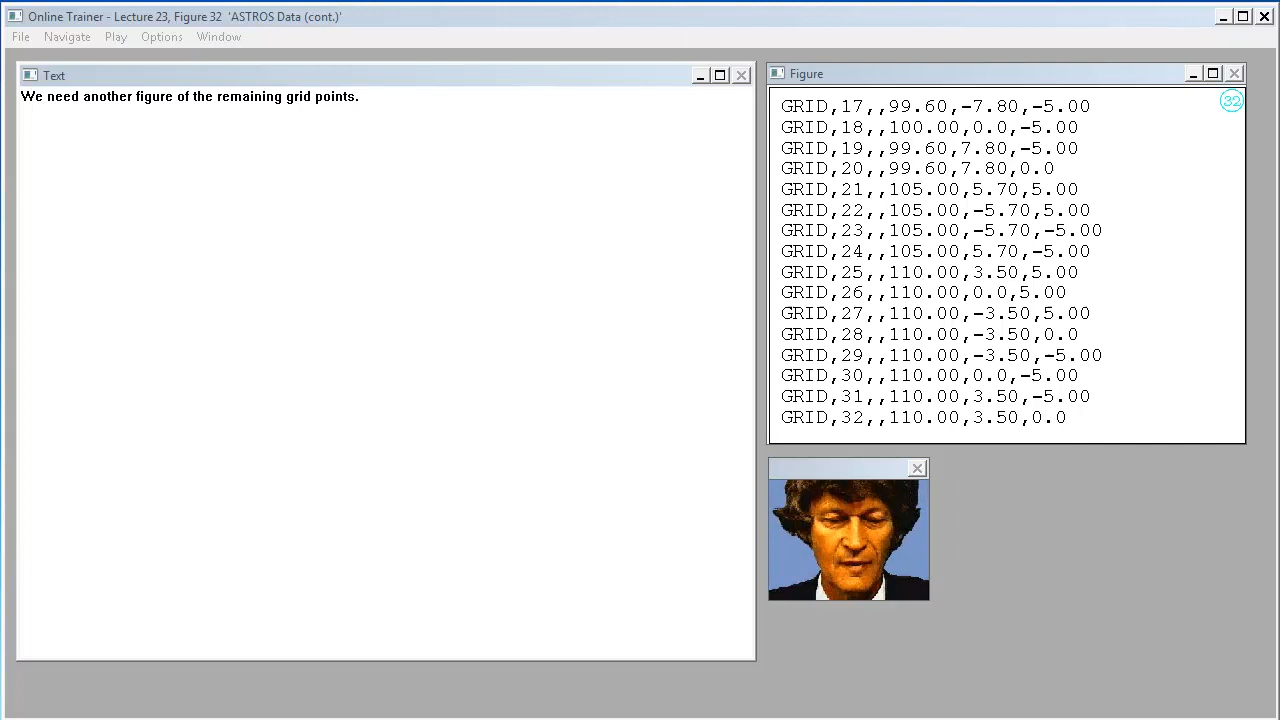 Online Trainer - Lecture 23, Figure 32 'ASTROS Data (cont.)'
File Navigate Play Options Window
Text
We need another figure of the remaining grid points.
Figure
32
GRID,17,,99.60,-7.80,-5.00
GRID,18,,100.00,0.0,-5.00
GRID,19,,99.60,7.80,-5.00
GRID,20,,99.60,7.80,0.0
GRID,21,,105.00,5.70,5.00
GRID,22,,105.00,-5.70,5.00
GRID,23,,105.00,-5.70,-5.00
GRID,24,,105.00,5.70,-5.00
GRID,25,,110.00,3.50,5.00
GRID,26,,110.00,0.0,5.00
GRID,27,,110.00,-3.50,5.00
GRID,28,,110.00,-3.50,0.0
GRID,29,,110.00,-3.50,-5.00
GRID,30,,110.00,0.0,-5.00
GRID,31,,110.00,3.50,-5.00
GRID,32,,110.00,3.50,0.0